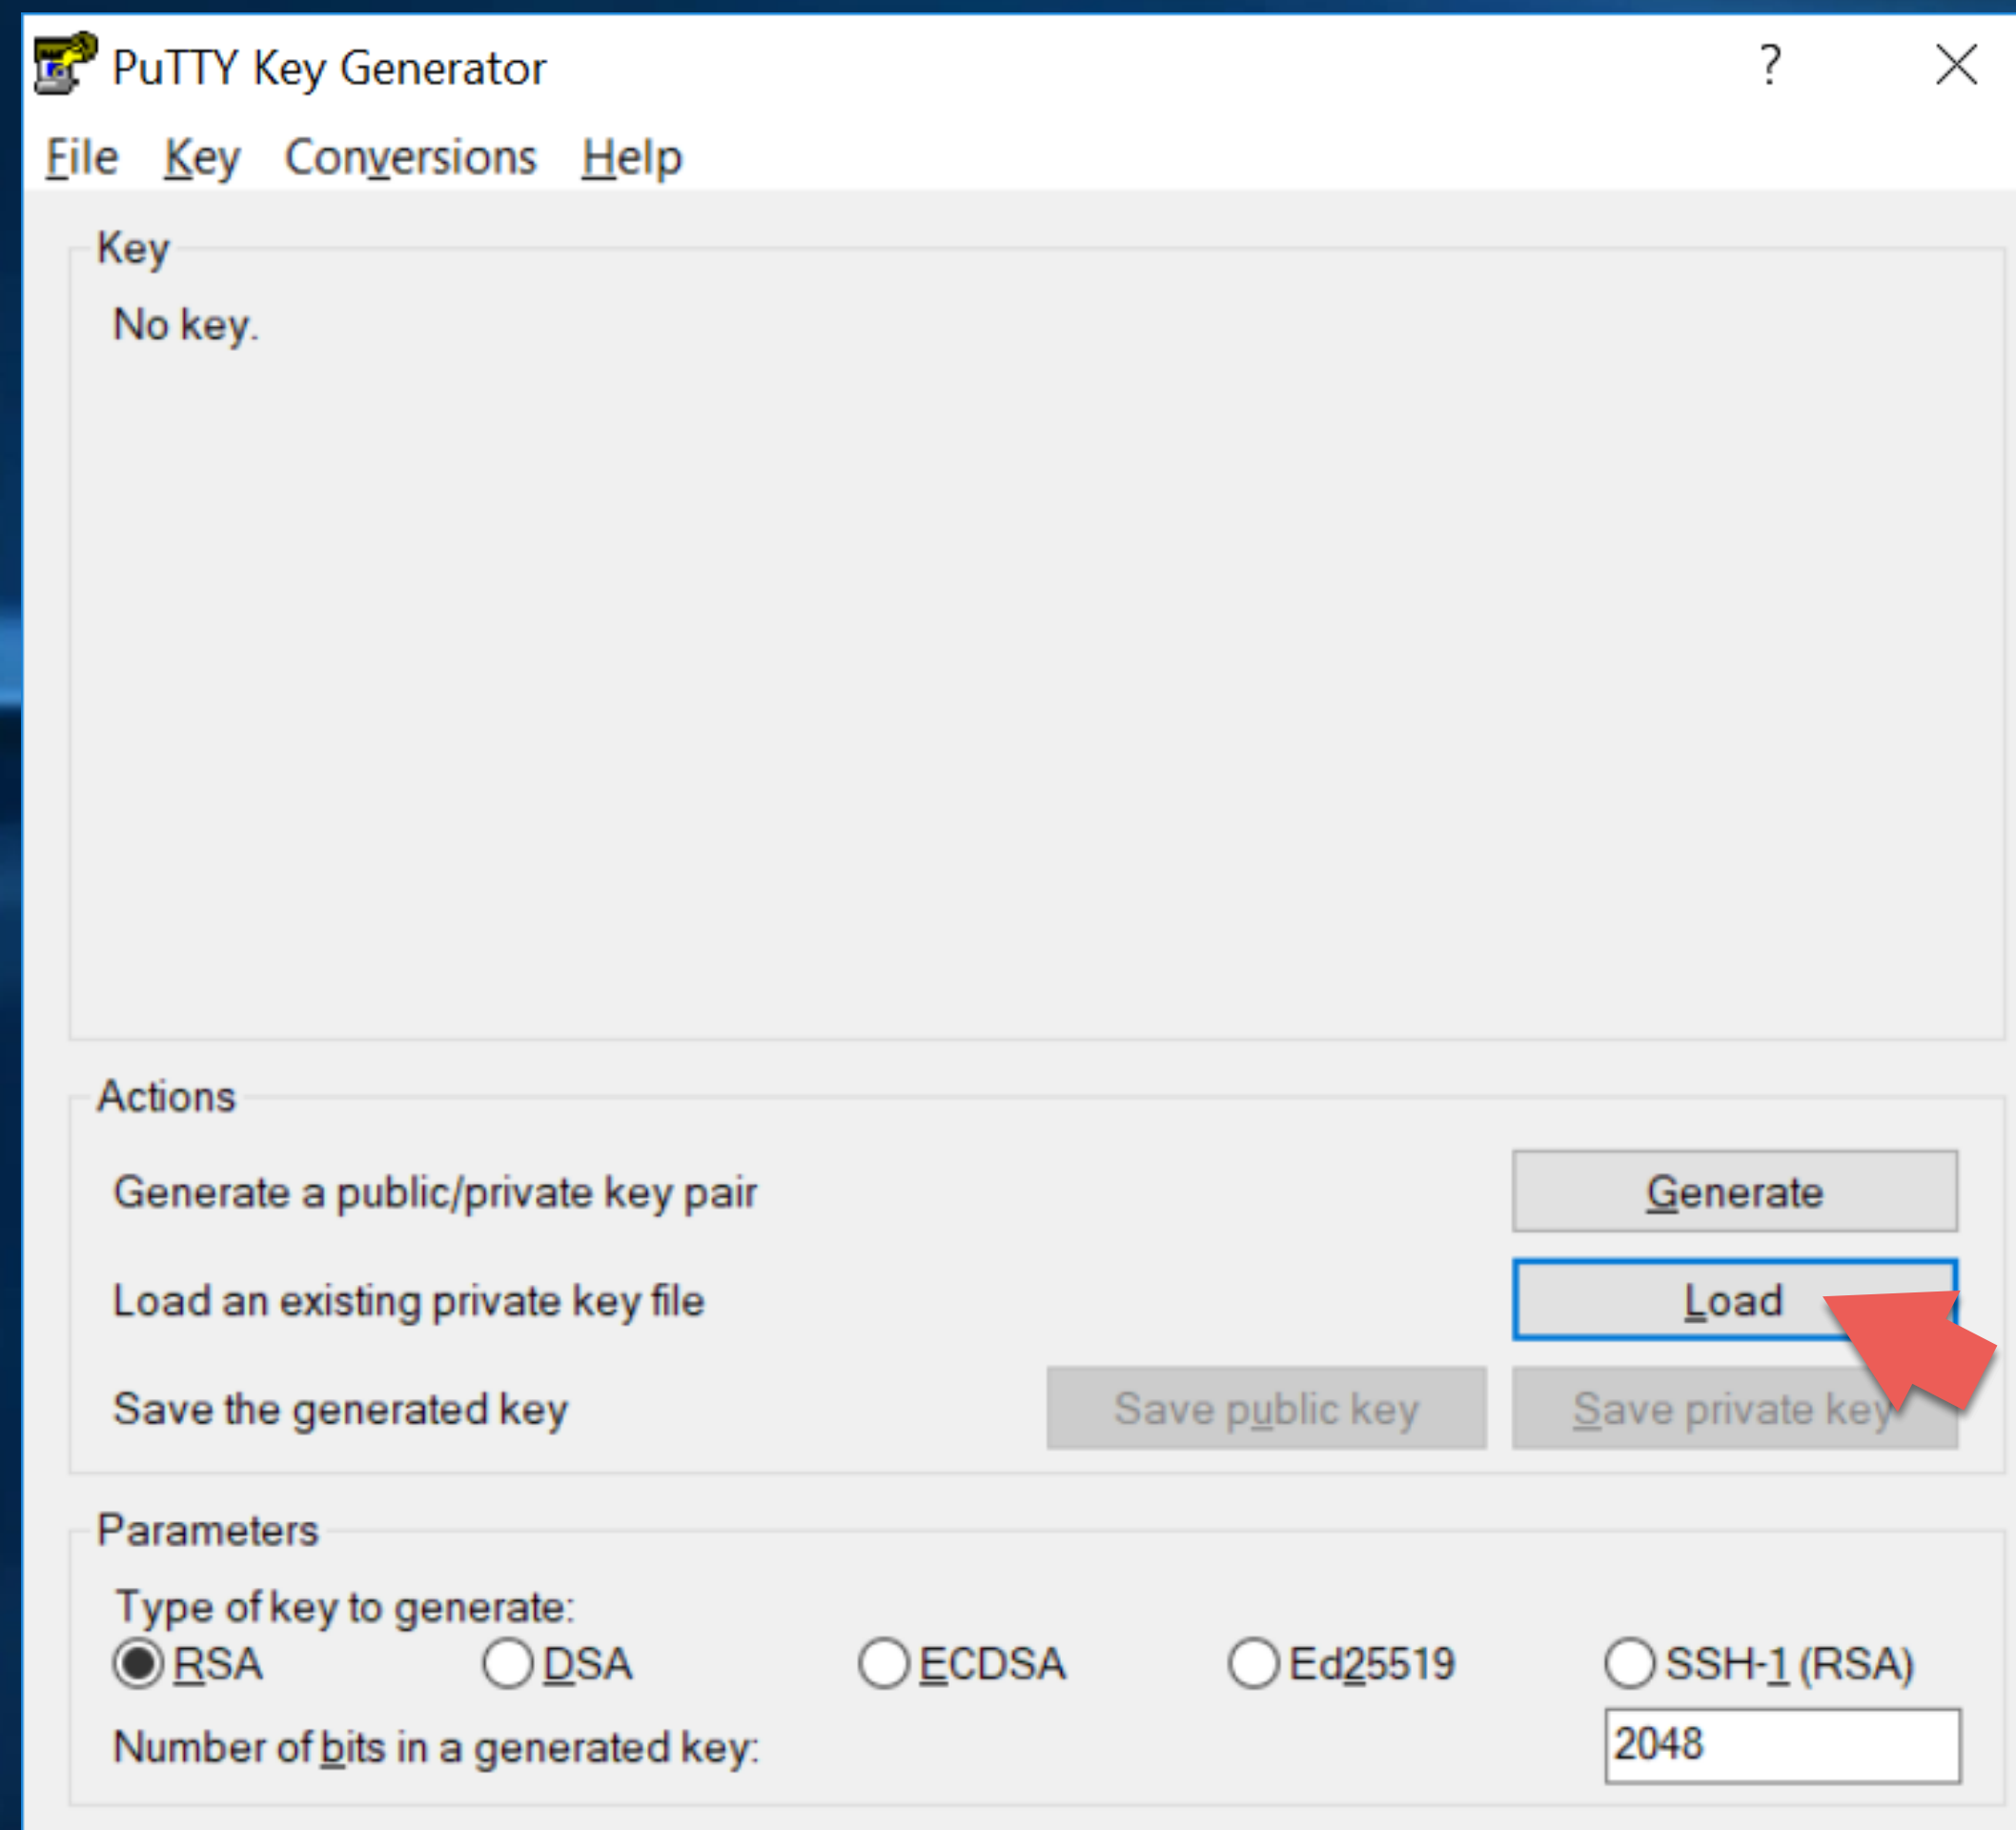 PuTTY Key Generator ?
File Key Conversions Help
Key
No key.
Actions
Generate a public/private key pair Generate
Load an existing private key file Load
Save the generated key Save public key Save private key
Parameters
Type of key to generate:
RSA DSA ECDSA Ed25519 SSH-1 (RSA)
Number of bits in a generated key: 2048